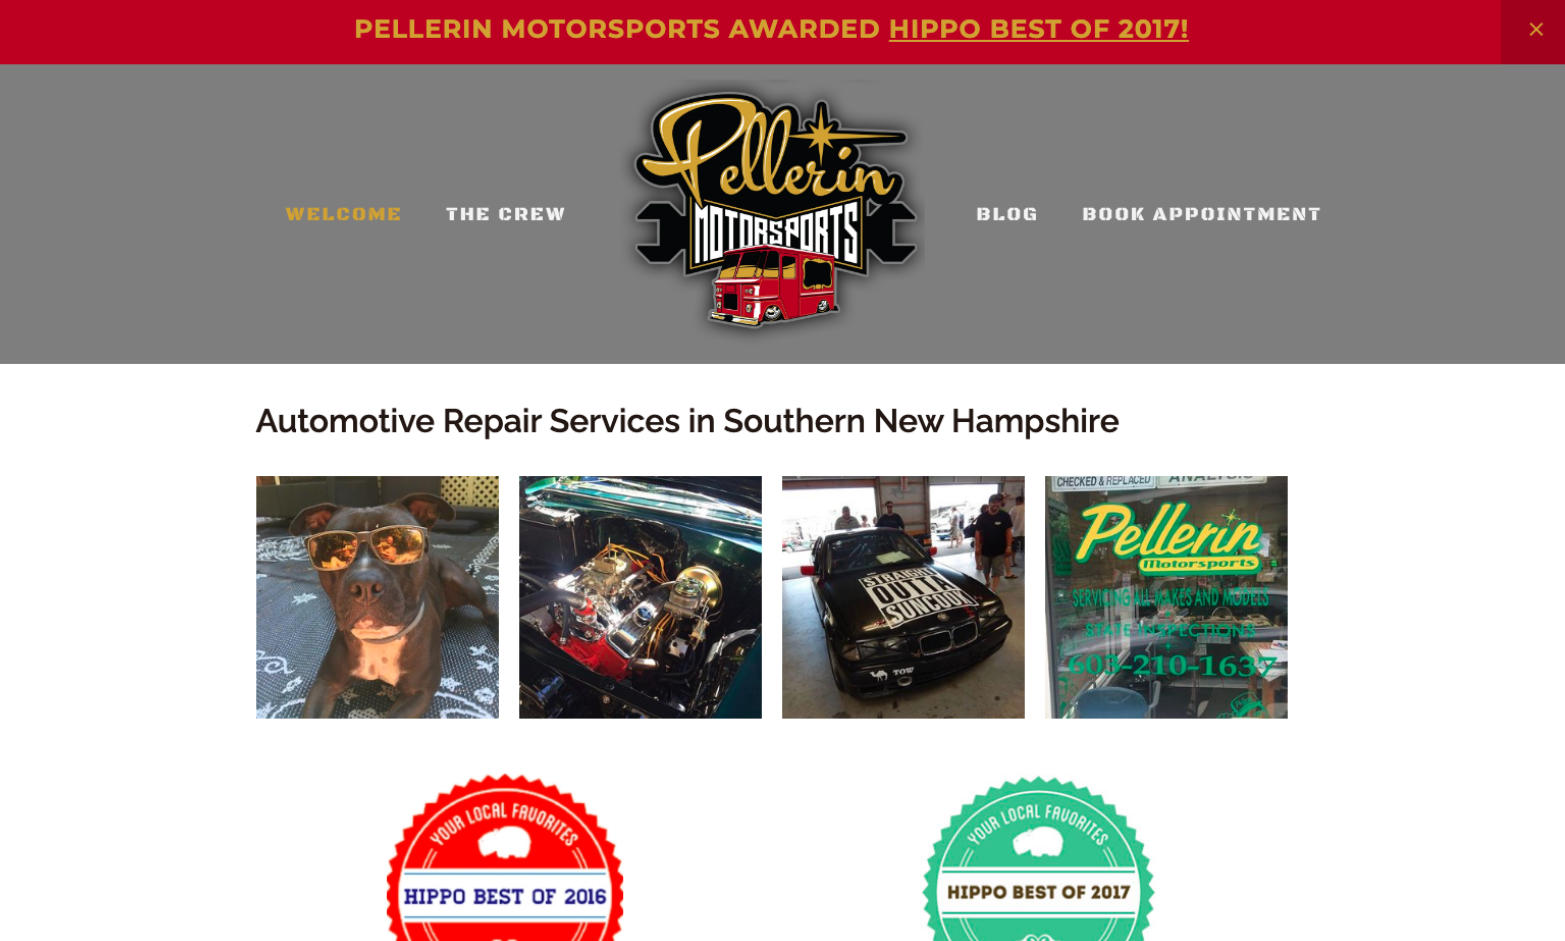 PELLERIN MOTORSPORTS AWARDED HIPPO BEST OF 2017!
WELCOME
THE CREW
Pellerin
MOTORSPORTS
BLOG
BOOK APPOINTMENT
Automotive Repair Services in Southern New Hampshire
STRAIGHT
OUTTA
SUNCOOK
TOW
CHECKED & REPLACED
ANALYSIS
Pellerin
Motorsports
SERVICING ALL MAKES AND MODELS
STATE INSPECTIONS
603-210-1637
YOUR LOCAL FAVORITES
HIPPO BEST OF 2016
YOUR LOCAL FAVORITES
HIPPO BEST OF 2017